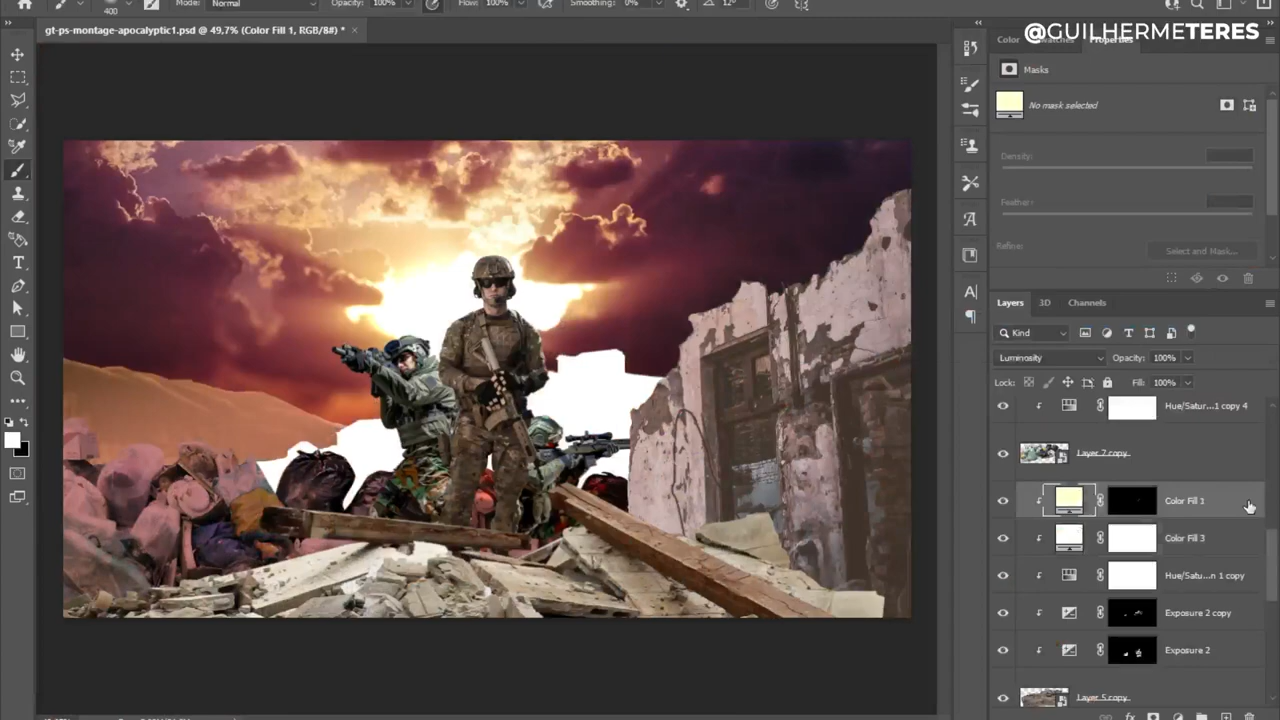 400
Mode:
Normal
Opacity:
100%
Flow:
100%
Smoothing:
0%
12°
gt-ps-montage-apocalyptic1.psd @ 49,7% (Color Fill 1, RGB/8#) *
@GUILHERMETERES
Color
Properties
Masks
No mask selected
Density:
Feather:
Refine:
Select and Mask...
Layers
3D
Channels
Kind
Luminosity
Opacity:
100%
Lock:
Fill:
100%
Hue/Satur...1 copy 4
Layer 7 copy
Color Fill 1
Color Fill 3
Hue/Satu...n 1 copy
Exposure 2 copy
Exposure 2
Layer 5 copy